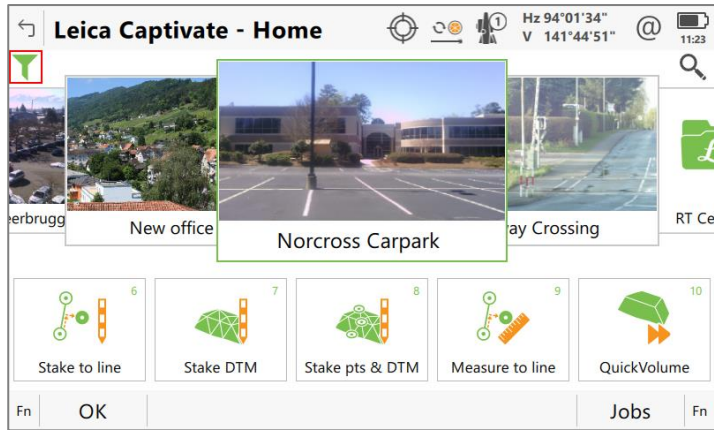 Leica Captivate - Home
1
Hz 94°01'34"
V 141°44'51"
@
11:23
eerbrugg
New office
Norcross Carpark
ay Crossing
RT Ce
6
Stake to line
7
Stake DTM
8
Stake pts & DTM
9
Measure to line
10
QuickVolume
Fn
OK
Jobs
Fn